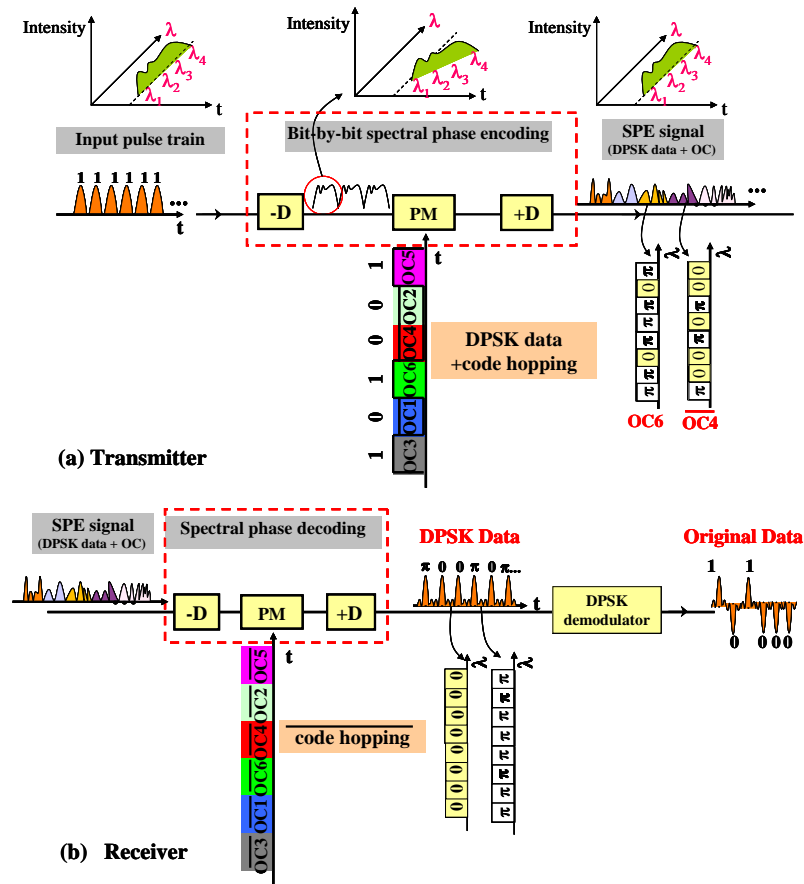 Intensity
λ
λ4
λ3
λ2
λ1
t
Intensity
λ
λ4
λ3
λ2
λ1
t
Intensity
λ
λ4
λ3
λ2
λ1
t
Input pulse train
Bit-by-bit spectral phase encoding
SPE signal
(DPSK data + OC)
1 1 1 1 1 1
...
t
-D
PM
+D
...
t
t
1 OC5
0 OC2
0 OC4
1 OC6
0 OC1
1 OC3
DPSK data
+code hopping
λ
π 0 π π π 0 π π
OC6
λ
0 0 π 0 π 0 0 π
OC4
(a) Transmitter
SPE signal
(DPSK data + OC)
Spectral phase decoding
DPSK Data
Original Data
π 0 0 π 0 π...
t
1 1
0 0 0 0
-D
PM
+D
DPSK
demodulator
t
OC5
OC2
OC4
OC6
OC1
OC3
code hopping
λ
0 0 0 0 0 0 0 0
λ
π π π π π π π π
(b) Receiver